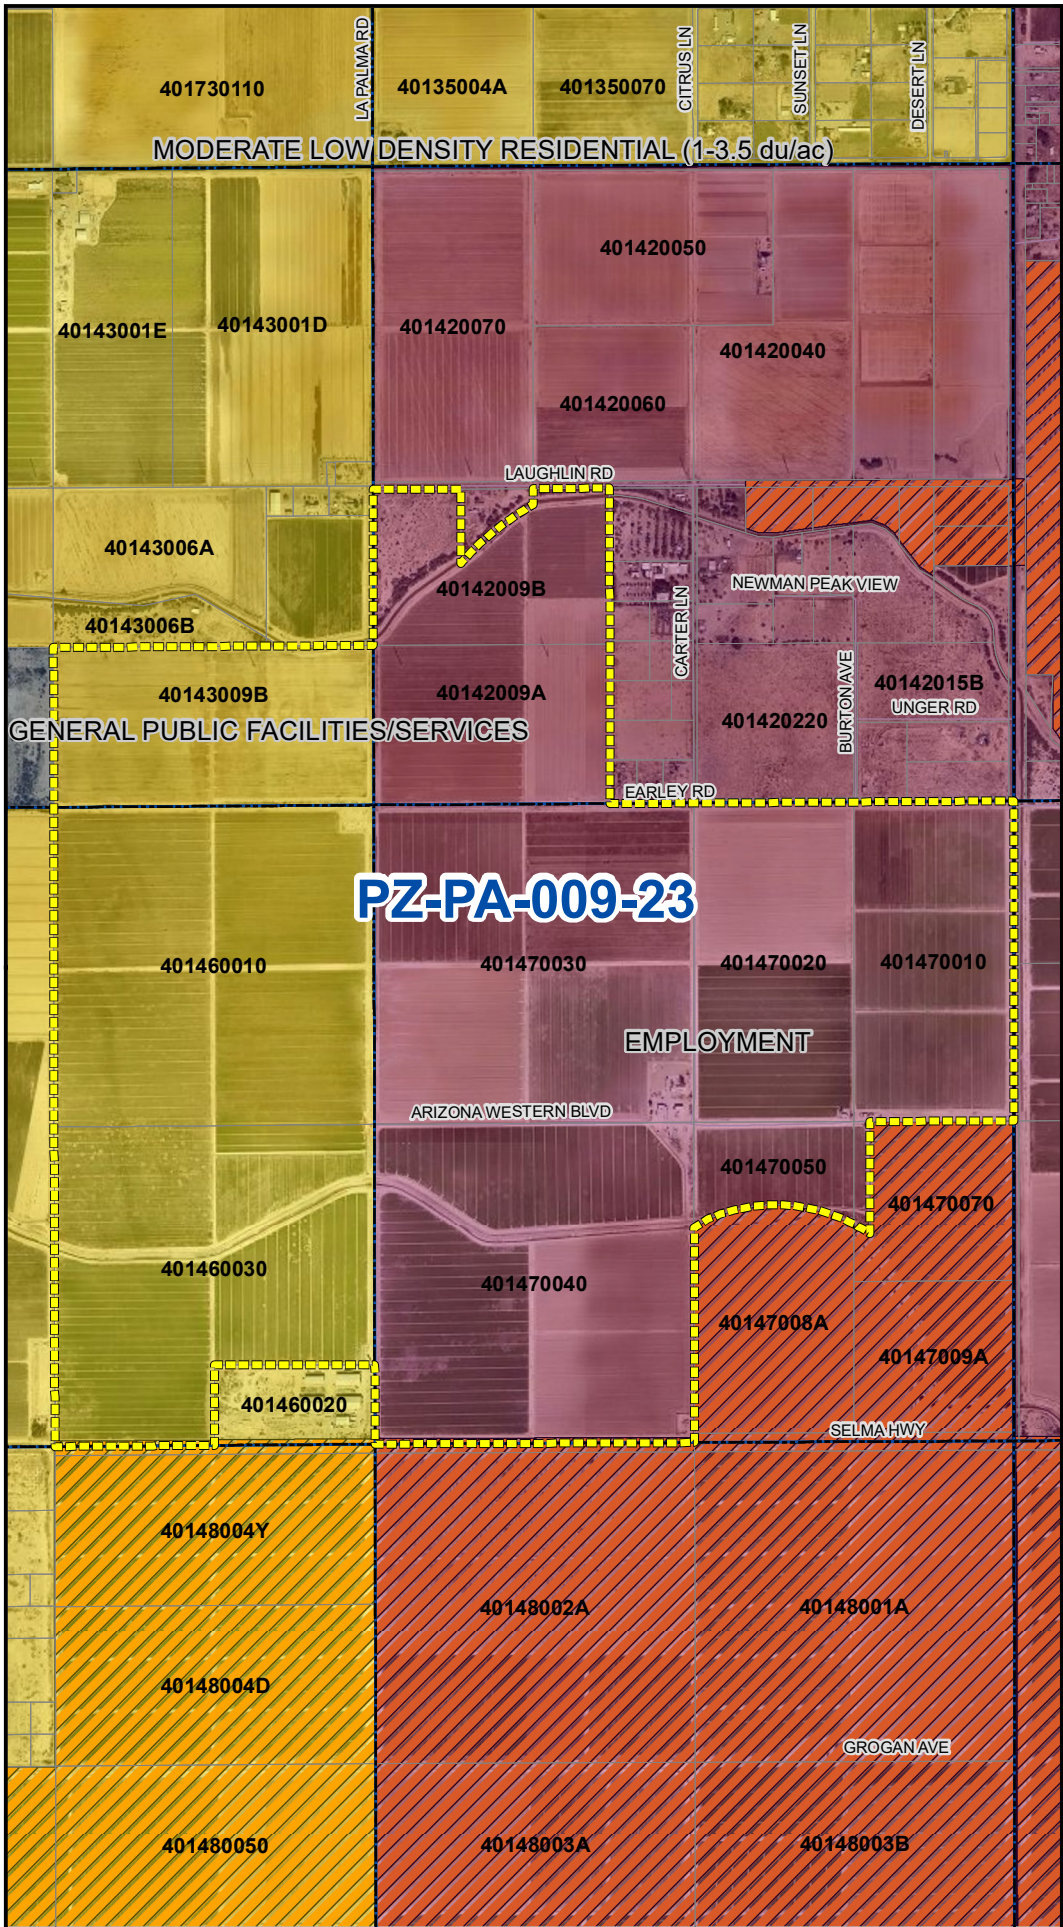 LA PALMA RD
CITRUS LN
SUNSET LN
DESERT LN
401730110
40135004A
401350070
MODERATE LOW DENSITY RESIDENTIAL (1-3.5 du/ac)
401420050
40143001E
40143001D
401420070
401420040
401420060
LAUGHLIN RD
40143006A
40142009B
NEWMAN PEAK VIEW
40143006B
CARTER LN
BURTON AVE
40143009B
40142009A
40142015B
UNGER RD
401420220
GENERAL PUBLIC FACILITIES/SERVICES
EARLEY RD
PZ-PA-009-23
401460010
401470030
401470020
401470010
EMPLOYMENT
ARIZONA WESTERN BLVD
401470050
401470070
401460030
401470040
40147008A
40147009A
401460020
SELMA HWY
40148004Y
40148002A
40148001A
40148004D
GROGAN AVE
401480050
40148003A
40148003B